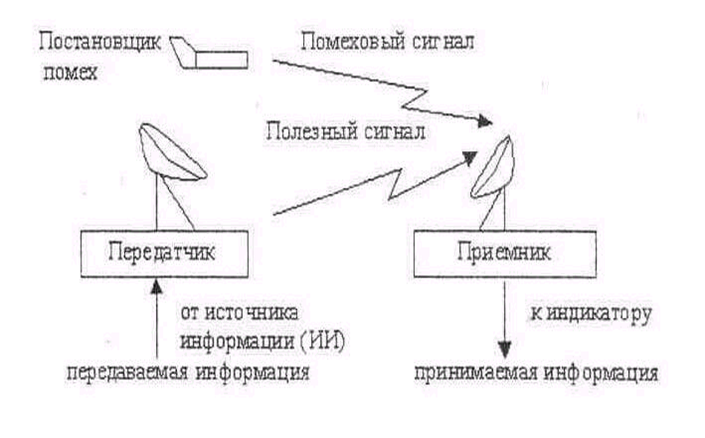 Постановщик
помех
Помеховый сигнал
Полезный сигнал
Передатчик
Приемник
от источника
информации (ИИ)
передаваемая информация
к индикатору
принимаемая информация